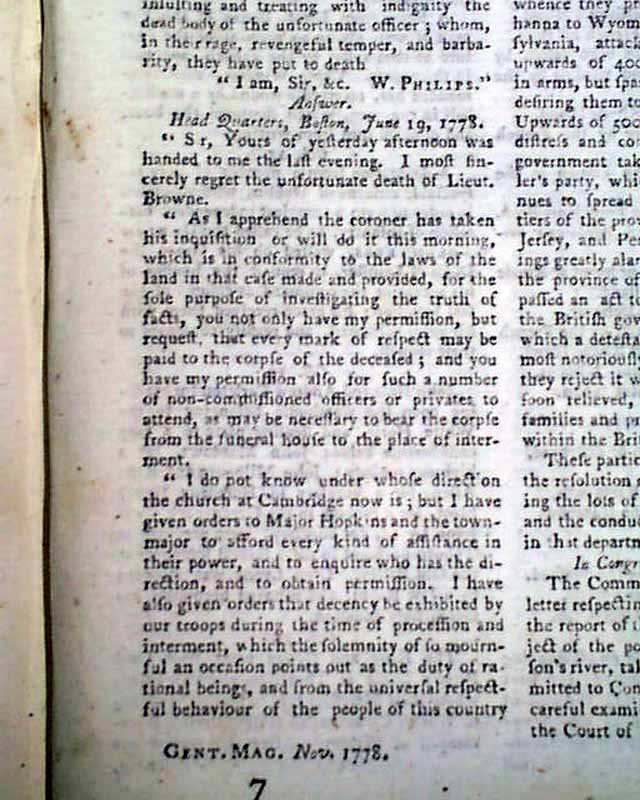 insulting and treating with indignity the
dead body of the unfortunate officer ; whom,
in their rage, revengeful temper, and barba-
rity, they have put to death
“ I am, Sir, &c. W. PHILIPS.”
Anſwer.
Head Quarters, Boſton, June 19, 1778.
“ Sr, Yours of yeſterday afternoon was
handed to me the laſt evening. I moſt ſin-
cerely regret the unfortunate death of Lieut.
Browne.
“ As I apprehend the coroner has taken
his inquiſition or will do it this morning,
which is in conformity to the laws of the
land in that caſe made and provided, for the
ſole purpoſe of inveſtigating the truth of
facts, you not only have my permiſſion, but
requeſt, that every mark of reſpect may be
paid to the corpſe of the deceaſed ; and you
have my permiſſion alſo for ſuch a number
of non-commiſſioned officers or privates to
attend, as may be neceſſary to bear the corpſe
from the funeral houſe to the place of inter-
ment.
“ I do not know under whoſe direct on
the church at Cambridge now is ; but I have
given orders to Major Hopkins and the town-
major to afford every kind of aſſiſtance in
their power, and to enquire who has the di-
rection, and to obtain permiſſion. I have
alſo given orders that decency be exhibited by
our troops during the time of proceſſion and
interment, which the ſolemnity of ſo mourn-
ful an occaſion points out as the duty of ra-
tional beings, and from the univerſal reſpect-
ful behaviour of the people of this country
GENT. MAG. Nov. 1778.
7
whence they
hanna to Wyom
ſylvania, attac
upwards of 400
in arms, but ſpa
deſiring them to
Upwards of 500
diſtreſs and co
government tak
ler's party, whi
nues to ſpread
tiers of the pro
Jerſey, and Pe
ings greatly alar
the province of
paſſed an act t
the Britiſh gov
which a deteſta
moſt notoriouſly
they reject it w
ſoon relieved,
families and pr
within the Bri
Theſe partic
the reſolution
ing the lots of
and the condu
in that departm
In Congr
The Comm
letter reſpectin
the report of t
ject of the po
ſon's river, tak
mitted to Con
careful exami
the Court of